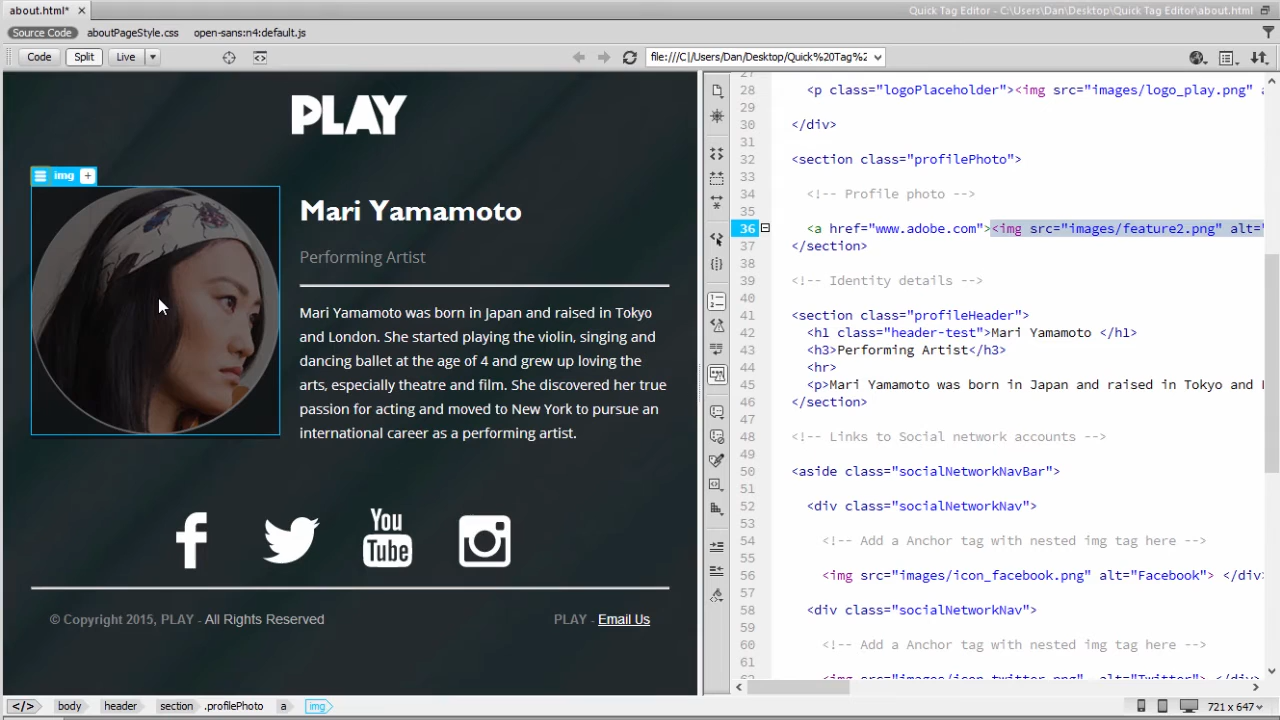 about.html* ×
Quick Tag Editor - C:\Users\Dan\Desktop\Quick Tag Editor\about.html
Source Code aboutPageStyle.css open-sans:n4:default.js
Code Split Live
file:///C|/Users/Dan/Desktop/Quick%20Tag%2
PLAY
img +
Mari Yamamoto
Performing Artist
Mari Yamamoto was born in Japan and raised in Tokyo
and London. She started playing the violin, singing and
dancing ballet at the age of 4 and grew up loving the
arts, especially theatre and film. She discovered her true
passion for acting and moved to New York to pursue an
international career as a performing artist.
You
Tube
© Copyright 2015, PLAY - All Rights Reserved
PLAY - Email Us
27
28 <p class="logoPlaceholder"><img src="images/logo_play.png" a
29
30 </div>
31
32 <section class="profilePhoto">
33
34 <!-- Profile photo -->
35
36 <a href="www.adobe.com"><img src="images/feature2.png" alt="
37 </section>
38
39 <!-- Identity details -->
40
41 <section class="profileHeader">
42 <h1 class="header-test">Mari Yamamoto </h1>
43 <h3>Performing Artist</h3>
44 <hr>
45 <p>Mari Yamamoto was born in Japan and raised in Tokyo and L
46 </section>
47
48 <!-- Links to Social network accounts -->
49
50 <aside class="socialNetworkNavBar">
51
52 <div class="socialNetworkNav">
53
54 <!-- Add a Anchor tag with nested img tag here -->
55
56 <img src="images/icon_facebook.png" alt="Facebook"> </div>
57
58 <div class="socialNetworkNav">
59
60 <!-- Add a Anchor tag with nested img tag here -->
61
<img src="images/icon_twitter.png" alt="Twitter"> </div>
</> body header section .profilePhoto a img
721 x 647